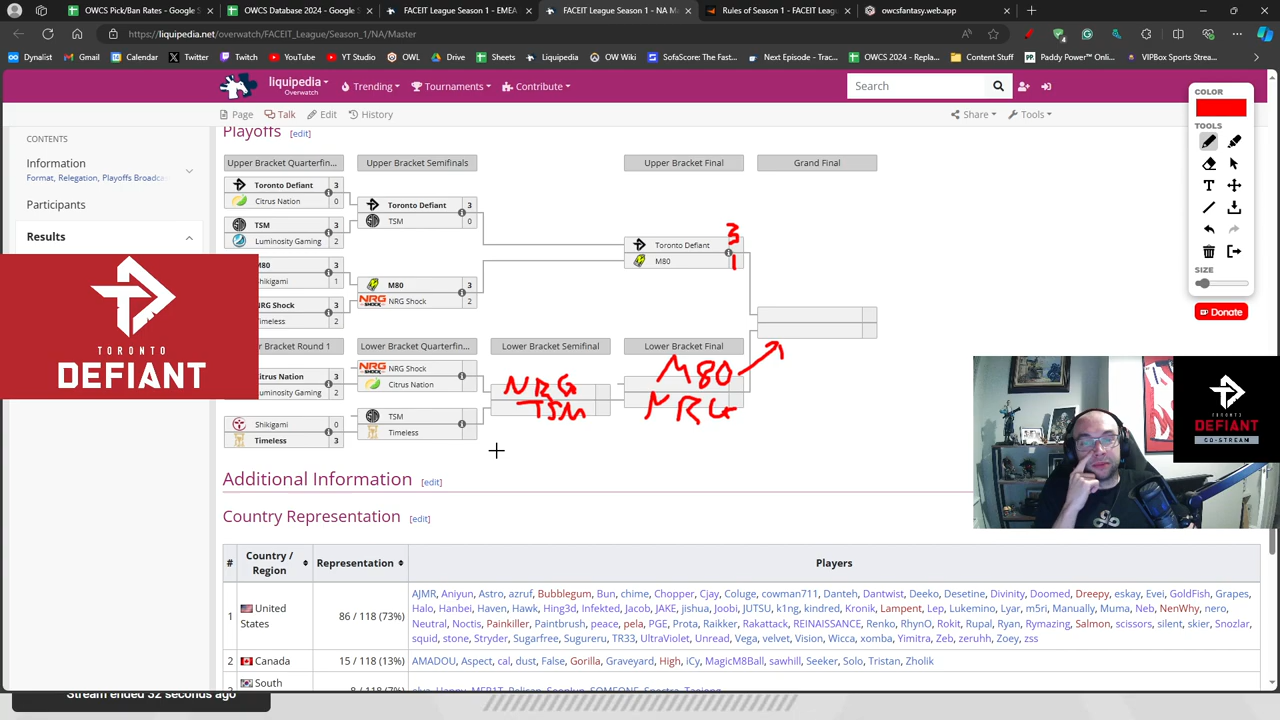 OWCS Pick/Ban Rates - Google S
OWCS Database 2024 - Google S
FACEIT League Season 1 - EMEA
FACEIT League Season 1 - NA M
Rules of Season 1 - FACEIT Leagu
owcsfantasy.web.app
https://liquipedia.net/overwatch/FACEIT_League/Season_1/NA/Master
Dynalist
Gmail
Calendar
Twitter
Twitch
YouTube
OWL
Drive
Sheets
Liquipedia
OW Wiki
SofaScore: The Fast...
Next Episode - Trac...
OWCS 2024 - Repla...
Content Stuff
Paddy Power™ Onli...
VIPBox Sports Strea...
liquipedia
Overwatch
Trending
Tournaments
Contribute
Search
Page
Talk
Edit
History
Share
Tools
CONTENTS
Information
Format, Relegation, Playoffs Broadca
Participants
Results
Playoffs [edit]
Upper Bracket Quarterfin...
Upper Bracket Semifinals
Upper Bracket Final
Grand Final
Toronto Defiant 3
Citrus Nation 0
TSM 3
Luminosity Gaming 2
M80 3
Shikigami 1
NRG Shock 3
Timeless 2
Toronto Defiant 3
TSM 0
M80 3
NRG Shock 2
Toronto Defiant 3
M80 1
er Bracket Round 1
Lower Bracket Quarterfin...
Lower Bracket Semifinal
Lower Bracket Final
Citrus Nation 3
Luminosity Gaming 2
Shikigami 0
Timeless 3
NRG Shock
Citrus Nation
TSM
Timeless
NRG
TSM
M80
NRG
TORONTO
DEFIANT
COLOR
TOOLS
SIZE
Donate
DEFIANT
CO-STREAM
Additional Information [edit]
Country Representation [edit]
# Country / Region Representation Players
1 United States 86 / 118 (73%)
AJMR, Aniyun, Astro, azruf, Bubblegum, Bun, chime, Chopper, Cjay, Coluge, cowman711, Danteh, Dantwist, Deeko, Desetine, Divinity, Doomed, Dreepy, eskay, Evei, GoldFish, Grapes,
Halo, Hanbei, Haven, Hawk, Hing3d, Infekted, Jacob, JAKE, jishua, Joobi, JUTSU, k1ng, kindred, Kronik, Lampent, Lep, Lukemino, Lyar, m5ri, Manually, Muma, Neb, NenWhy, nero,
Neutral, Noctis, Painkiller, Paintbrush, peace, pela, PGE, Prota, Raikker, Rakattack, REINAISSANCE, Renko, RhynO, Rokit, Rupal, Ryan, Rymazing, Salmon, scissors, silent, skier, Snozlar,
squid, stone, Stryder, Sugarfree, Sugureru, TR33, UltraViolet, Unread, Vega, velvet, Vision, Wicca, xomba, Yimitra, Zeb, zeruhh, Zoey, zss
2 Canada 15 / 118 (13%) AMADOU, Aspect, cal, dust, False, Gorilla, Graveyard, High, iCy, MagicM8Ball, sawhill, Seeker, Solo, Tristan, Zholik
South
Stream ended 32 seconds ago